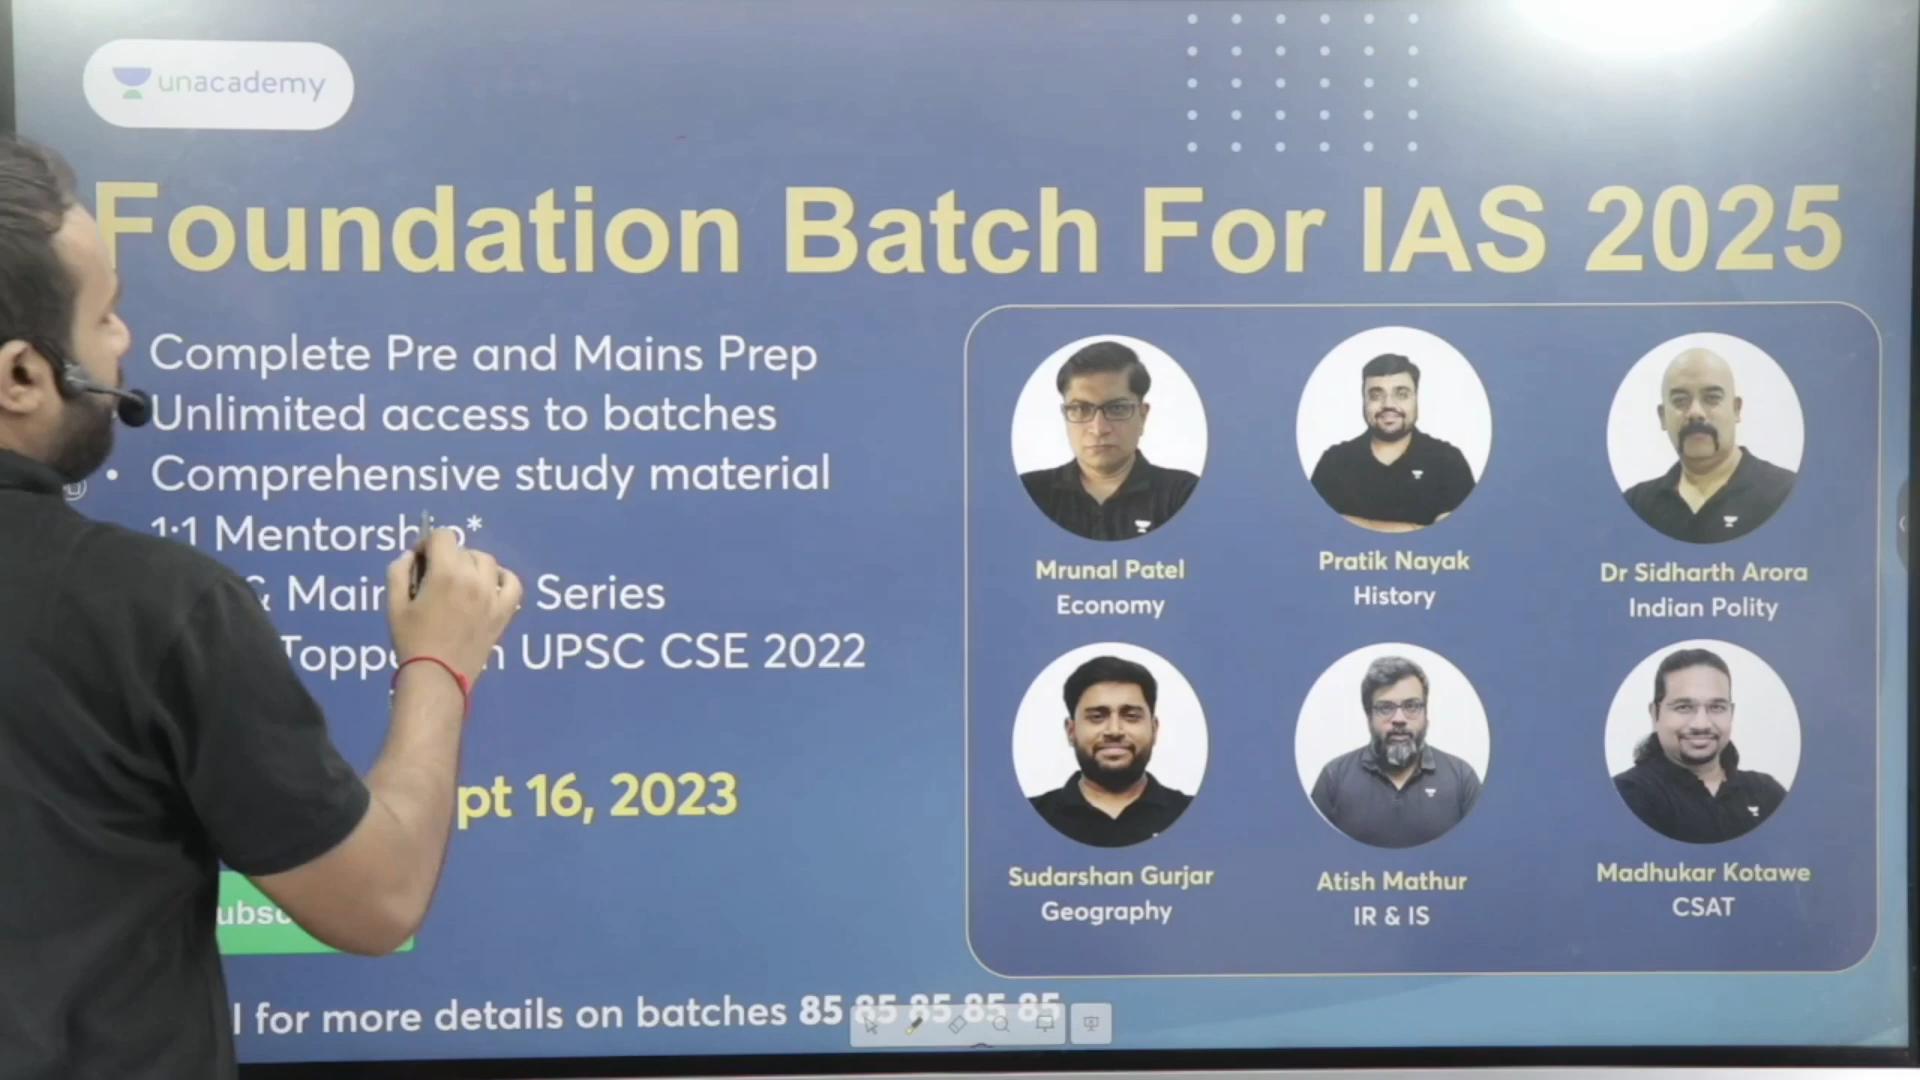 unacademy
Foundation Batch For IAS 2025
Complete Pre and Mains Prep
Unlimited access to batches
• Comprehensive study material
1:1 Mentorship*
& Series
UPSC CSE 2022
16, 2023
for more details on batches 85 85 85 85 85
Mrunal Patel
Economy
Pratik Nayak
History
Dr Sidharth Arora
Indian Polity
Sudarshan Gurjar
Geography
Atish Mathur
IR & IS
Madhukar Kotawe
CSAT